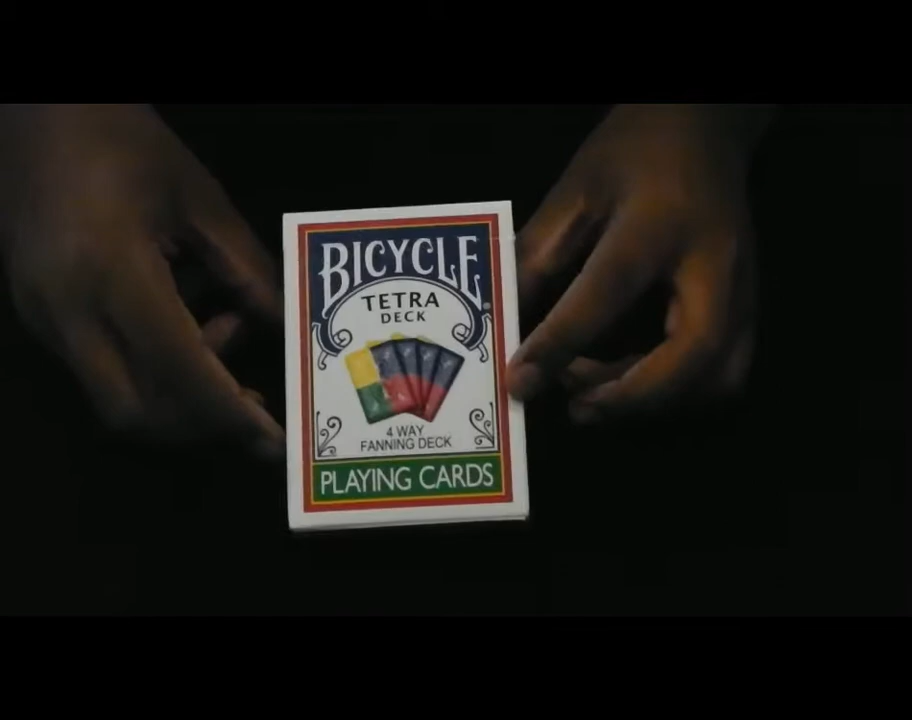 BICYCLE®
TETRA
DECK
4 WAY
FANNING DECK
PLAYING CARDS